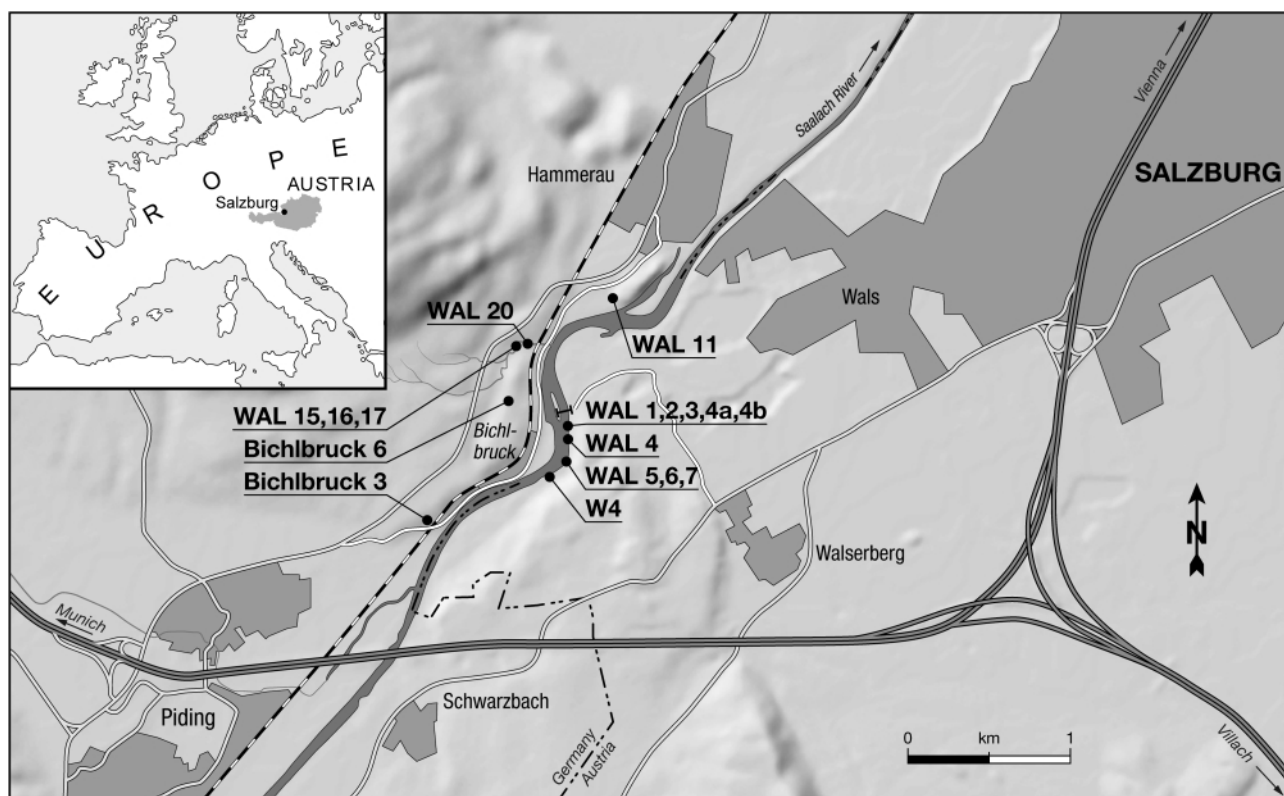 EUROPE
AUSTRIA
Salzburg
Saalach River
Vienna
Hammerau
SALZBURG
Wals
WAL 20
WAL 11
WAL 15,16,17
WAL 1,2,3,4a,4b
Bichlbruck 6
Bichl-
bruck
WAL 4
Bichlbruck 3
WAL 5,6,7
W4
Walserberg
N
Munich
Piding
Schwarzbach
Germany
Austria
0 km 1
Villach